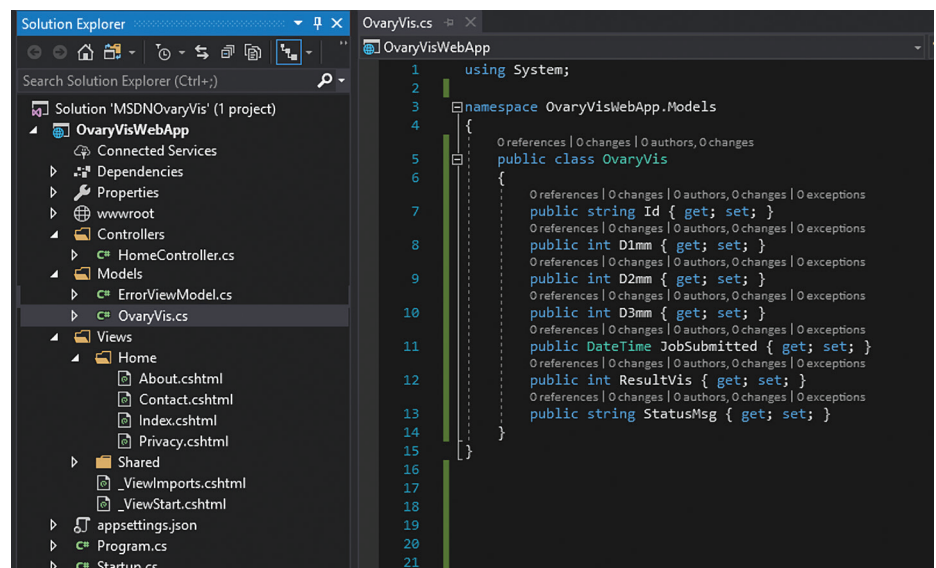 Solution Explorer
Search Solution Explorer (Ctrl+;)
Solution 'MSDNOvaryVis' (1 project)
OvaryVisWebApp
Connected Services
Dependencies
Properties
wwwroot
Controllers
C# HomeController.cs
Models
C# ErrorViewModel.cs
C# OvaryVis.cs
Views
Home
About.cshtml
Contact.cshtml
Index.cshtml
Privacy.cshtml
Shared
_ViewImports.cshtml
_ViewStart.cshtml
appsettings.json
C# Program.cs
C# Startup.cs
OvaryVis.cs
OvaryVisWebApp
1 using System;
2
3 namespace OvaryVisWebApp.Models
4 {
0 references | 0 changes | 0 authors, 0 changes
5 public class OvaryVis
6 {
0 references | 0 changes | 0 authors, 0 changes | 0 exceptions
7 public string Id { get; set; }
0 references | 0 changes | 0 authors, 0 changes | 0 exceptions
8 public int D1mm { get; set; }
0 references | 0 changes | 0 authors, 0 changes | 0 exceptions
9 public int D2mm { get; set; }
0 references | 0 changes | 0 authors, 0 changes | 0 exceptions
10 public int D3mm { get; set; }
0 references | 0 changes | 0 authors, 0 changes | 0 exceptions
11 public DateTime JobSubmitted { get; set; }
0 references | 0 changes | 0 authors, 0 changes | 0 exceptions
12 public int ResultVis { get; set; }
0 references | 0 changes | 0 authors, 0 changes | 0 exceptions
13 public string StatusMsg { get; set; }
14 }
15 }
16
17
18
19
20
21